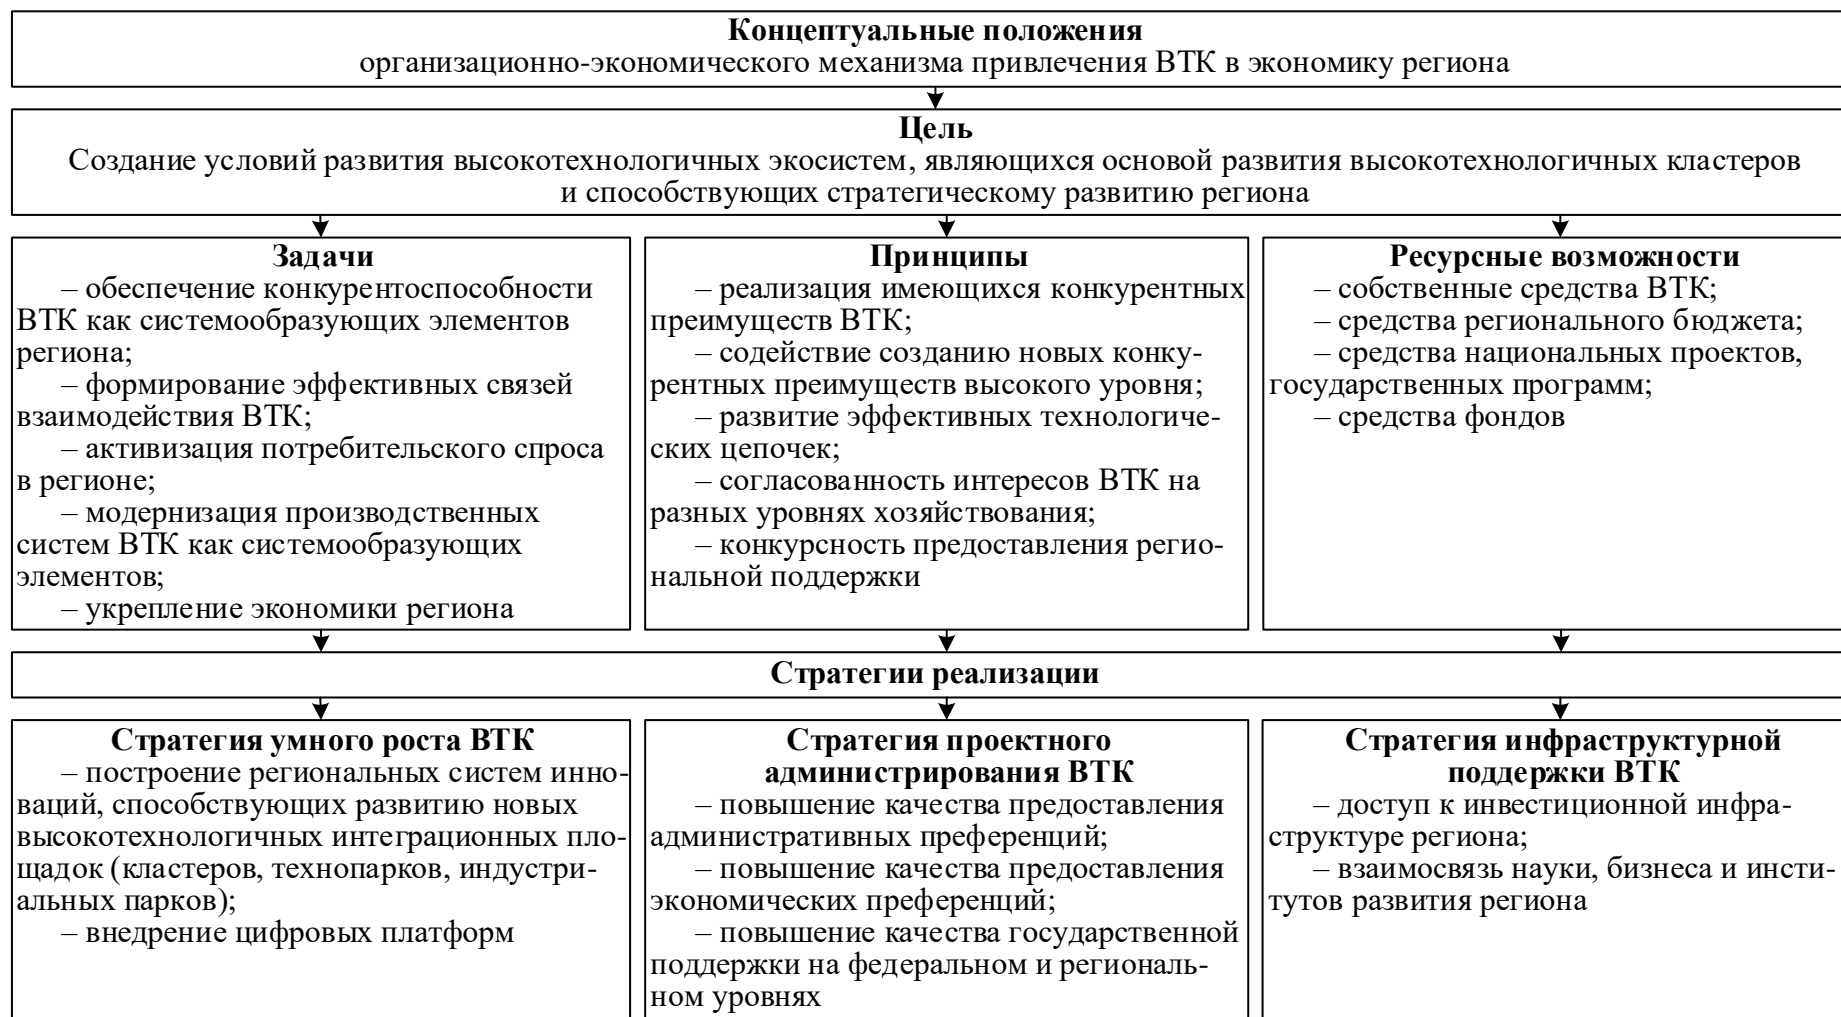 Концептуальные положения
организационно-экономического механизма привлечения ВТК в экономику региона
Цель
Создание условий развития высокотехнологичных экосистем, являющихся основой развития высокотехнологичных кластеров
и способствующих стратегическому развитию региона
Задачи
– обеспечение конкурентоспособности
ВТК как системообразующих элементов
региона;
– формирование эффективных связей
взаимодействия ВТК;
– активизация потребительского спроса
в регионе;
– модернизация производственных
систем ВТК как системообразующих
элементов;
– укрепление экономики региона
Принципы
– реализация имеющихся конкурентных
преимуществ ВТК;
– содействие созданию новых конку-
рентных преимуществ высокого уровня;
– развитие эффективных технологиче-
ских цепочек;
– согласованность интересов ВТК на
разных уровнях хозяйствования;
– конкурсность предоставления регио-
нальной поддержки
Ресурсные возможности
– собственные средства ВТК;
– средства регионального бюджета;
– средства национальных проектов,
государственных программ;
– средства фондов
Стратегии реализации
Стратегия умного роста ВТК
– построение региональных систем инно-
ваций, способствующих развитию новых
высокотехнологичных интеграционных пло-
щадок (кластеров, технопарков, индустри-
альных парков);
– внедрение цифровых платформ
Стратегия проектного
администрирования ВТК
– повышение качества предоставления
административных преференций;
– повышение качества предоставления
экономических преференций;
– повышение качества государственной
поддержки на федеральном и региональ-
ном уровнях
Стратегия инфраструктурной
поддержки ВТК
– доступ к инвестиционной инфра-
структуре региона;
– взаимосвязь науки, бизнеса и инсти-
тутов развития региона